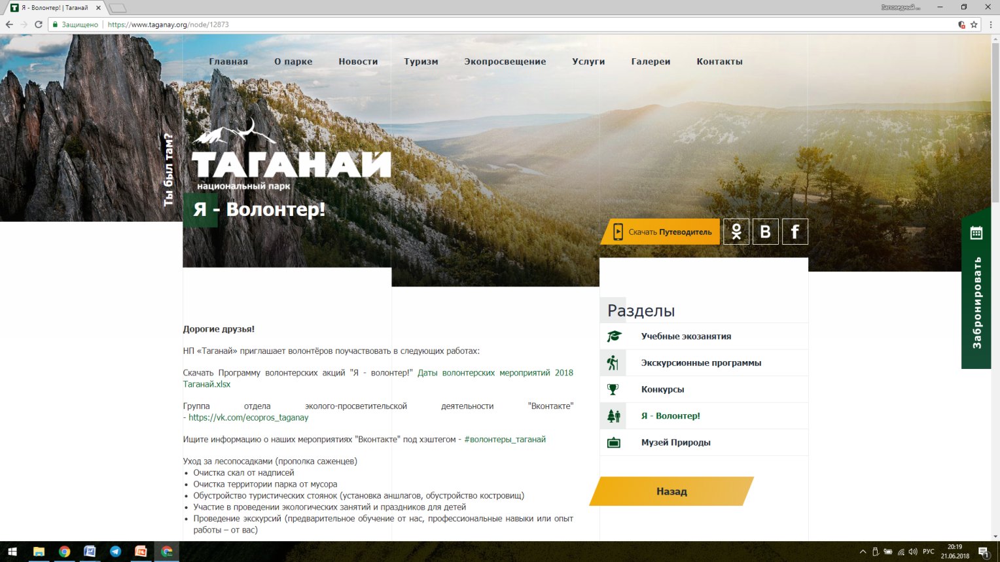 Я - Волонтер! | Таганай
Заповедный ...
Защищено
https://www.taganay.org/node/12873
Главная
О парке
Новости
Туризм
Экопросвещение
Услуги
Галереи
Контакты
Ты был там?
ТАГАНАЙ
национальный парк
Я - Волонтер!
Скачать Путеводитель
В
f
Забронировать
Дорогие друзья!
НП «Таганай» приглашает волонтёров поучаствовать в следующих работах:
Скачать Программу волонтерских акций "Я - волонтер!" Даты волонтерских мероприятий 2018
Таганай.xlsx
Группа отдела эколого-просветительской деятельности "Вконтакте"
- https://vk.com/ecopros_taganay
Ищите информацию о наших мероприятиях "Вконтакте" под хэштегом - #волонтеры_таганай
Уход за лесопосадками (прополка саженцев)
• Очистка скал от надписей
• Очистка территории парка от мусора
• Обустройство туристических стоянок (установка аншлагов, обустройство костровищ)
• Участие в проведении экологических занятий и праздников для детей
• Проведение экскурсий (предварительное обучение от нас, профессиональные навыки или опыт
работы – от вас)
Разделы
Учебные экозанятия
Экскурсионные программы
Конкурсы
Я - Волонтер!
Музей Природы
Назад
РУС
20:19
21.06.2018
1